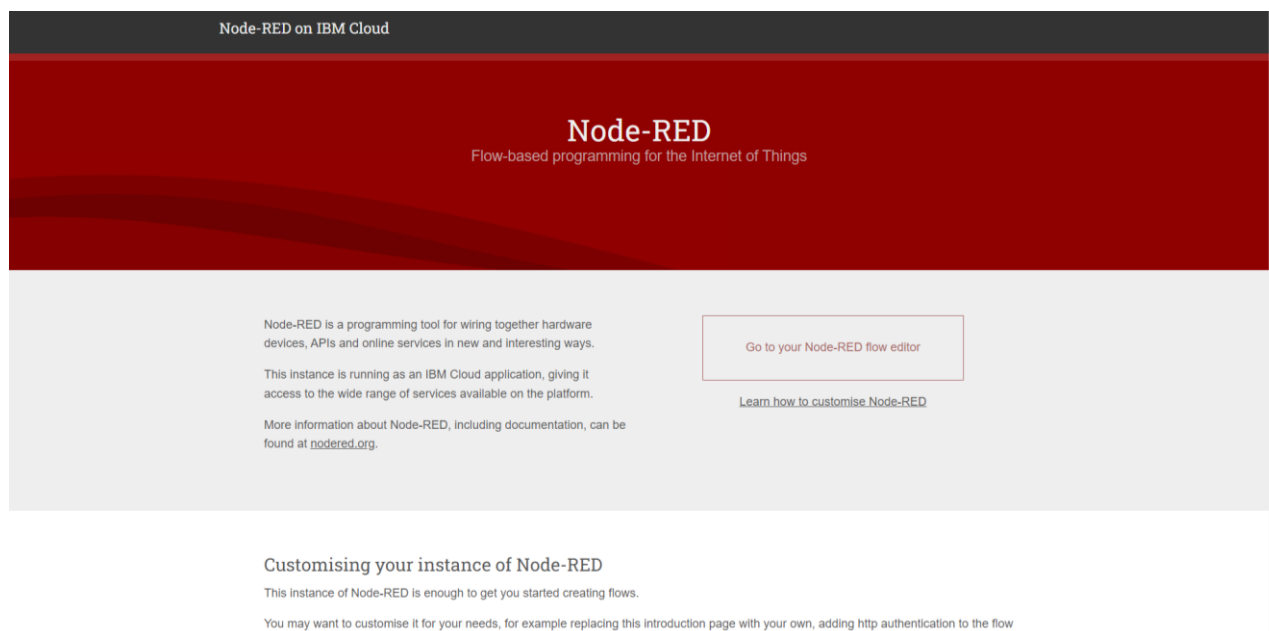 Node-RED on IBM Cloud
Node-RED
Flow-based programming for the Internet of Things
Node-RED is a programming tool for wiring together hardware
devices, APIs and online services in new and interesting ways.
This instance is running as an IBM Cloud application, giving it
access to the wide range of services available on the platform.
More information about Node-RED, including documentation, can be
found at nodered.org.
Go to your Node-RED flow editor
Learn how to customise Node-RED
Customising your instance of Node-RED
This instance of Node-RED is enough to get you started creating flows.
You may want to customise it for your needs, for example replacing this introduction page with your own, adding http authentication to the flow